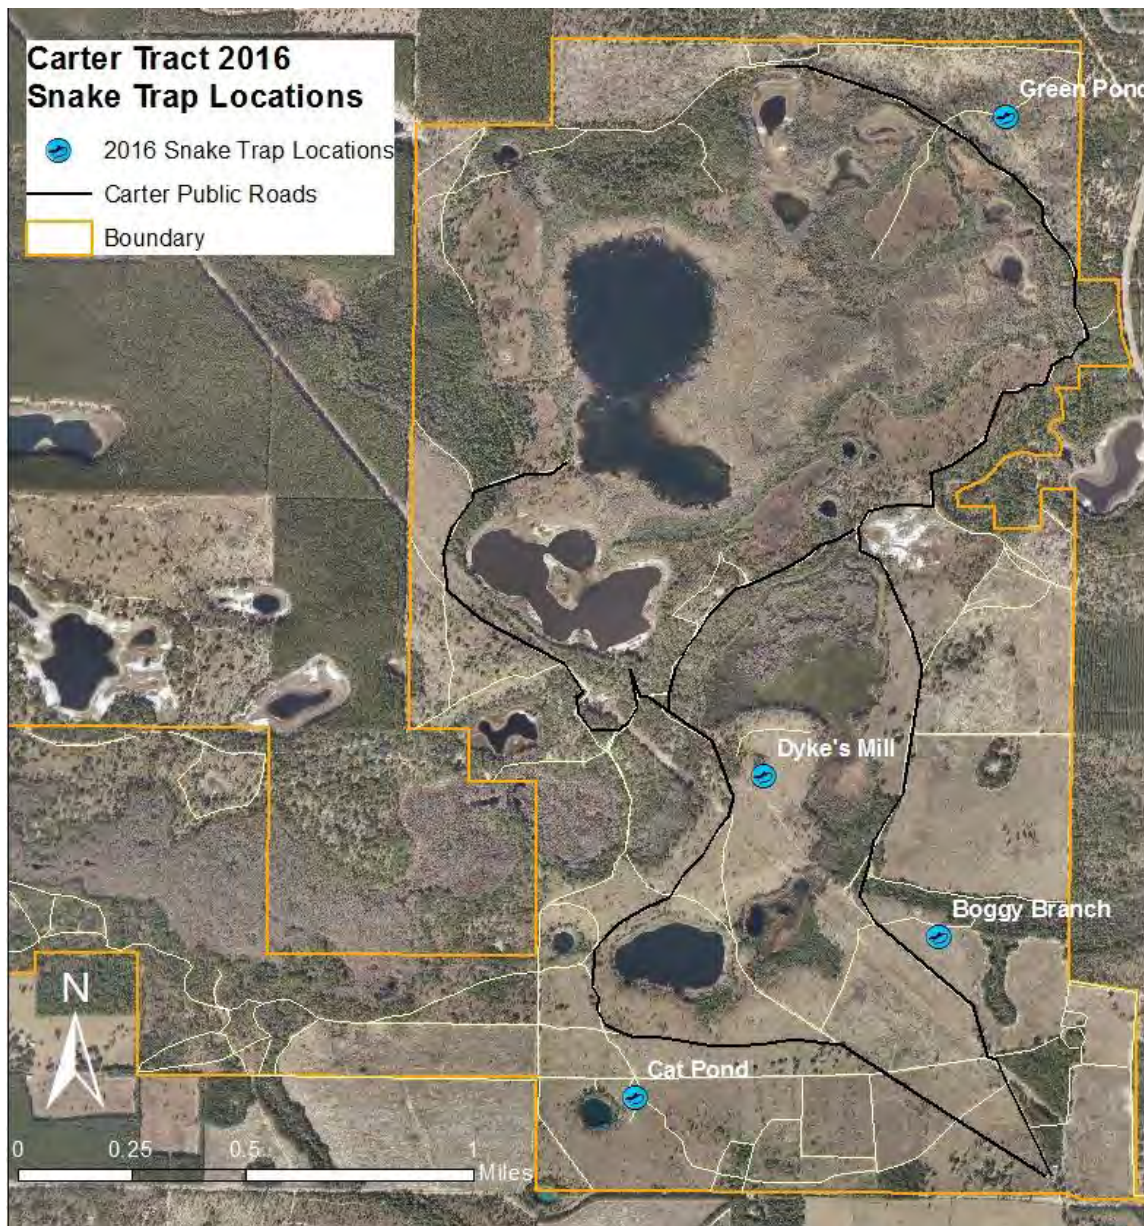 Carter Tract 2016
Snake Trap Locations
2016 Snake Trap Locations
Carter Public Roads
Boundary
Green Pond
Dyke's Mill
Boggy Branch
Cat Pond
N
0 0.25 0.5 1
Miles